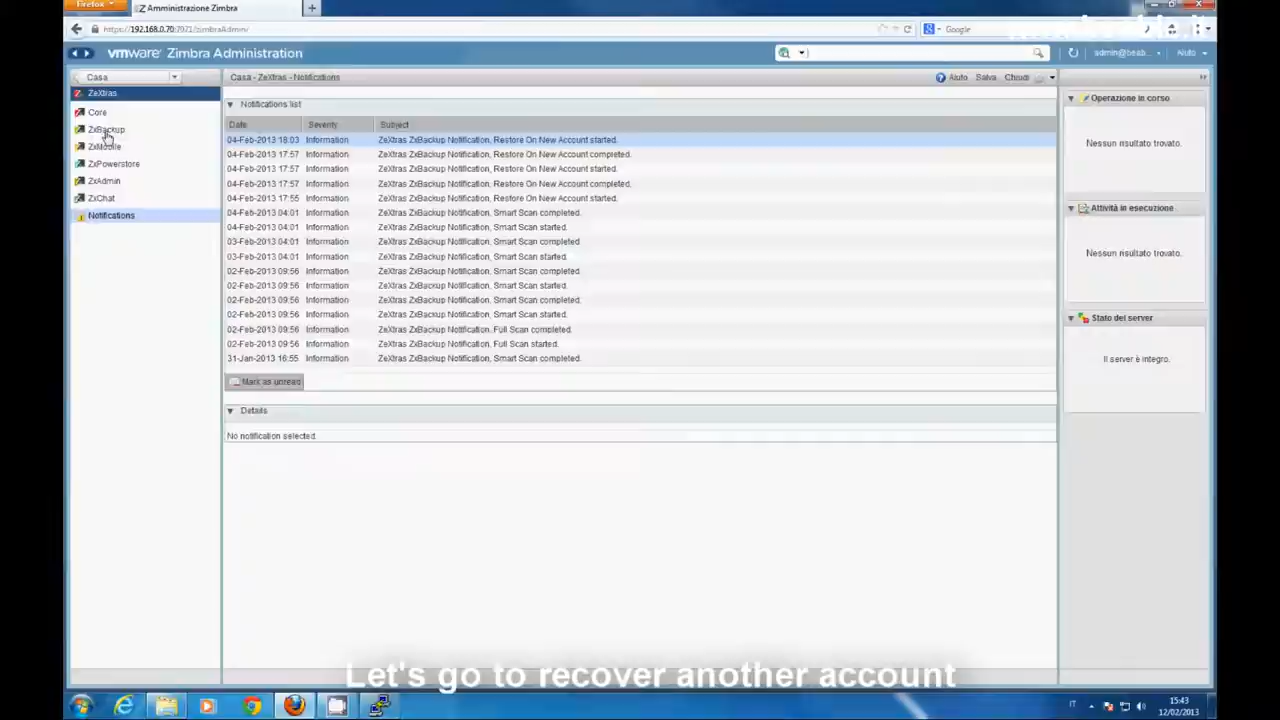 Firefox
Amministrazione Zimbra
https://192.168.0.70:7071/zimbraAdmin/
Google
vmware Zimbra Administration
admin@beab...
Aiuto
Casa
Casa - ZeXtras - Notifications
Aiuto
Salva
Chiudi
ZeXtras
Core
ZxBackup
ZxMobile
ZxPowerstore
ZxAdmin
ZxChat
Notifications
Notifications list
Date Severity Subject
04-Feb-2013 18:03 Information ZeXtras ZxBackup Notification, Restore On New Account started.
04-Feb-2013 17:57 Information ZeXtras ZxBackup Notification, Restore On New Account completed.
04-Feb-2013 17:57 Information ZeXtras ZxBackup Notification, Restore On New Account started.
04-Feb-2013 17:57 Information ZeXtras ZxBackup Notification, Restore On New Account completed.
04-Feb-2013 17:55 Information ZeXtras ZxBackup Notification, Restore On New Account started.
04-Feb-2013 04:01 Information ZeXtras ZxBackup Notification, Smart Scan completed.
04-Feb-2013 04:01 Information ZeXtras ZxBackup Notification, Smart Scan started.
03-Feb-2013 04:01 Information ZeXtras ZxBackup Notification, Smart Scan completed.
03-Feb-2013 04:01 Information ZeXtras ZxBackup Notification, Smart Scan started.
02-Feb-2013 09:56 Information ZeXtras ZxBackup Notification, Smart Scan completed.
02-Feb-2013 09:56 Information ZeXtras ZxBackup Notification, Smart Scan started.
02-Feb-2013 09:56 Information ZeXtras ZxBackup Notification, Smart Scan completed.
02-Feb-2013 09:56 Information ZeXtras ZxBackup Notification, Smart Scan started.
02-Feb-2013 09:56 Information ZeXtras ZxBackup Notification, Full Scan completed.
02-Feb-2013 09:56 Information ZeXtras ZxBackup Notification, Full Scan started.
31-Jan-2013 16:55 Information ZeXtras ZxBackup Notification, Smart Scan completed.
Mark as unread
Details
No notification selected.
Operazione in corso
Nessun risultato trovato.
Attività in esecuzione
Nessun risultato trovato.
Stato del server
Il server è integro.
Let's go to recover another account
IT
15:43
12/02/2013